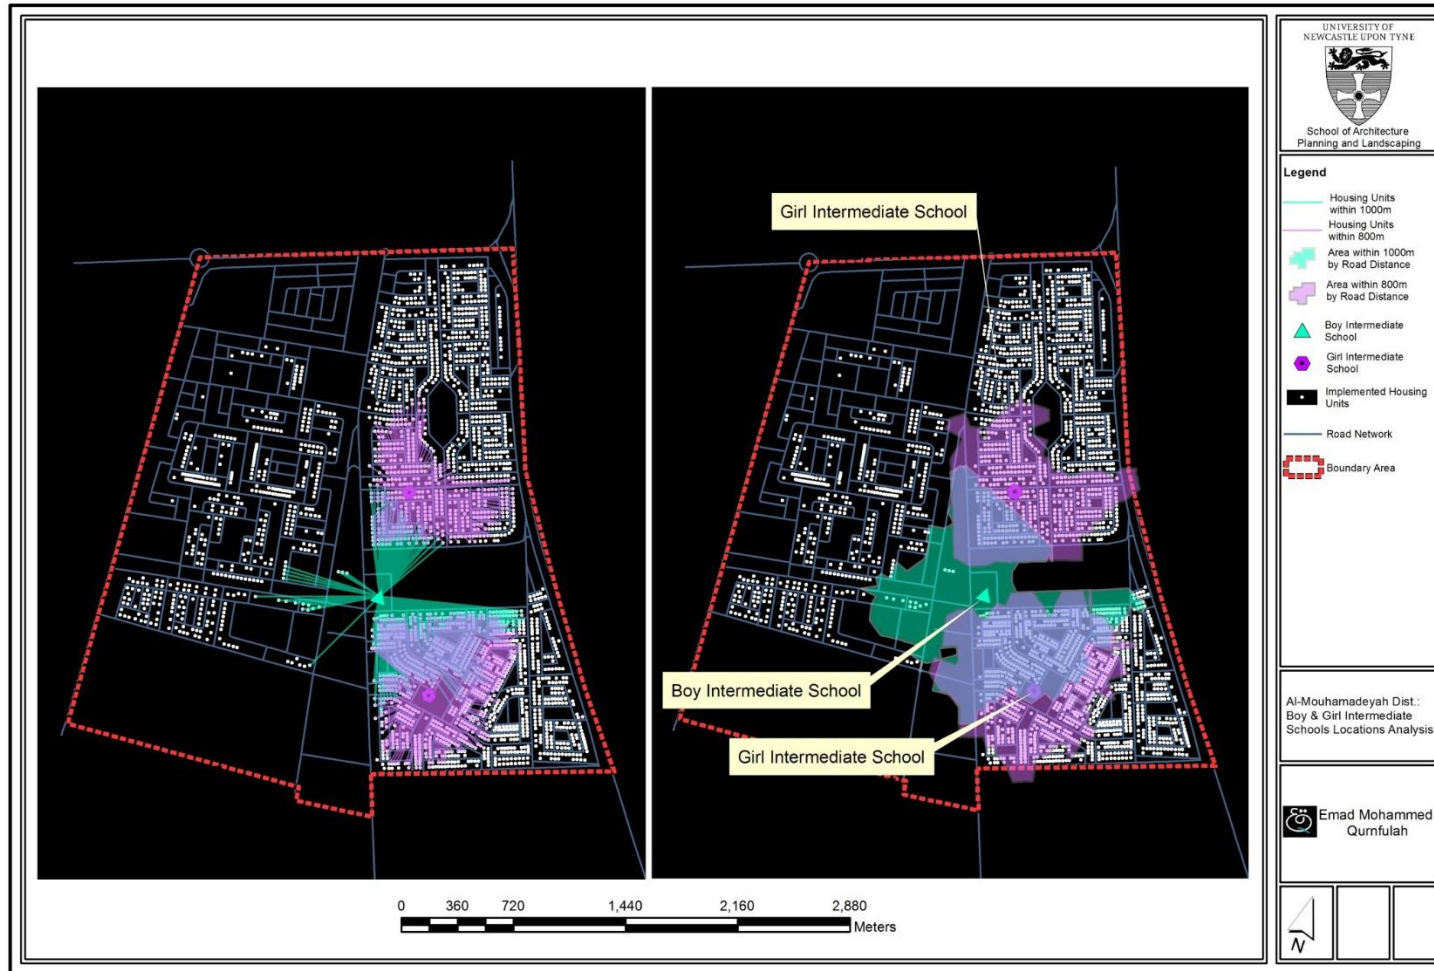 UNIVERSITY OF
NEWCASTLE UPON TYNE
School of Architecture
Planning and Landscaping
Legend
Housing Units
within 1000m
Housing Units
within 800m
Area within 1000m
by Road Distance
Area within 800m
by Road Distance
Boy Intermediate
School
Girl Intermediate
School
Implemented Housing
Units
Road Network
Boundary Area
Al-Mouhamadeyah Dist.:
Boy & Girl Intermediate
Schools Locations Analysis
Emad Mohammed
Qurnfulah
N
Girl Intermediate School
Boy Intermediate School
Girl Intermediate School
0 360 720 1,440 2,160 2,880
Meters